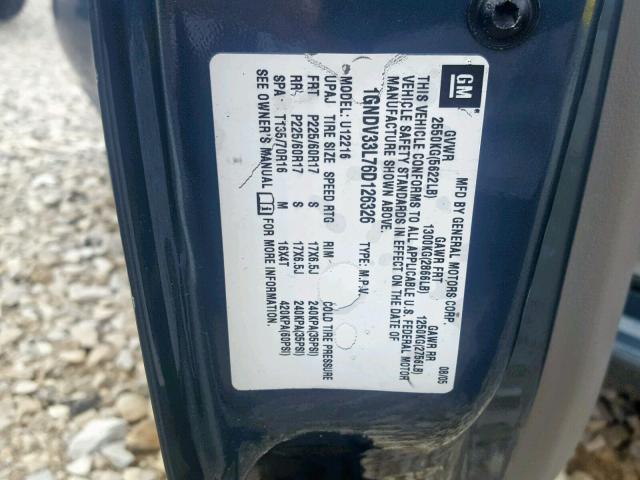 GM
MFD BY GENERAL MOTORS CORP. 08/05
GVWR GAWR FRT GAWR RR
2550KG(5622LB) 1300KG(2866LB) 1250KG(2756LB)
THIS VEHICLE CONFORMS TO ALL APPLICABLE U.S. FEDERAL MOTOR
VEHICLE SAFETY STANDARDS IN EFFECT ON THE DATE OF
MANUFACTURE SHOWN ABOVE.
1GNDV33L76D126326 TYPE: M.P.V.
MODEL: U12216
UPAJ TIRE SIZE SPEED RTG RIM COLD TIRE PRESSURE
FRT P225/60R17 S 17X6.5J 240KPA(35PSI)
RR P225/60R17 S 17X6.5J 240KPA(35PSI)
SPA T135/70R16 M 16X4T 420KPA(60PSI)
SEE OWNER'S MANUAL FOR MORE INFORMATION.